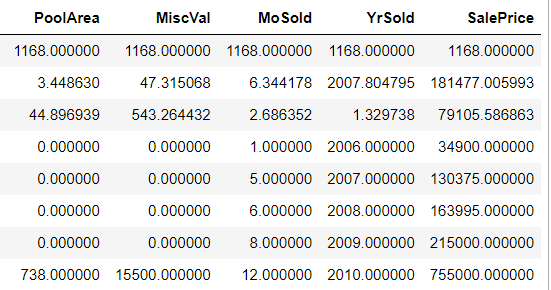 PoolArea MiscVal MoSold YrSold SalePrice
1168.000000 1168.000000 1168.000000 1168.000000 1168.000000
3.448630 47.315068 6.344178 2007.804795 181477.005993
44.896939 543.264432 2.686352 1.329738 79105.586863
0.000000 0.000000 1.000000 2006.000000 34900.000000
0.000000 0.000000 5.000000 2007.000000 130375.000000
0.000000 0.000000 6.000000 2008.000000 163995.000000
0.000000 0.000000 8.000000 2009.000000 215000.000000
738.000000 15500.000000 12.000000 2010.000000 755000.000000